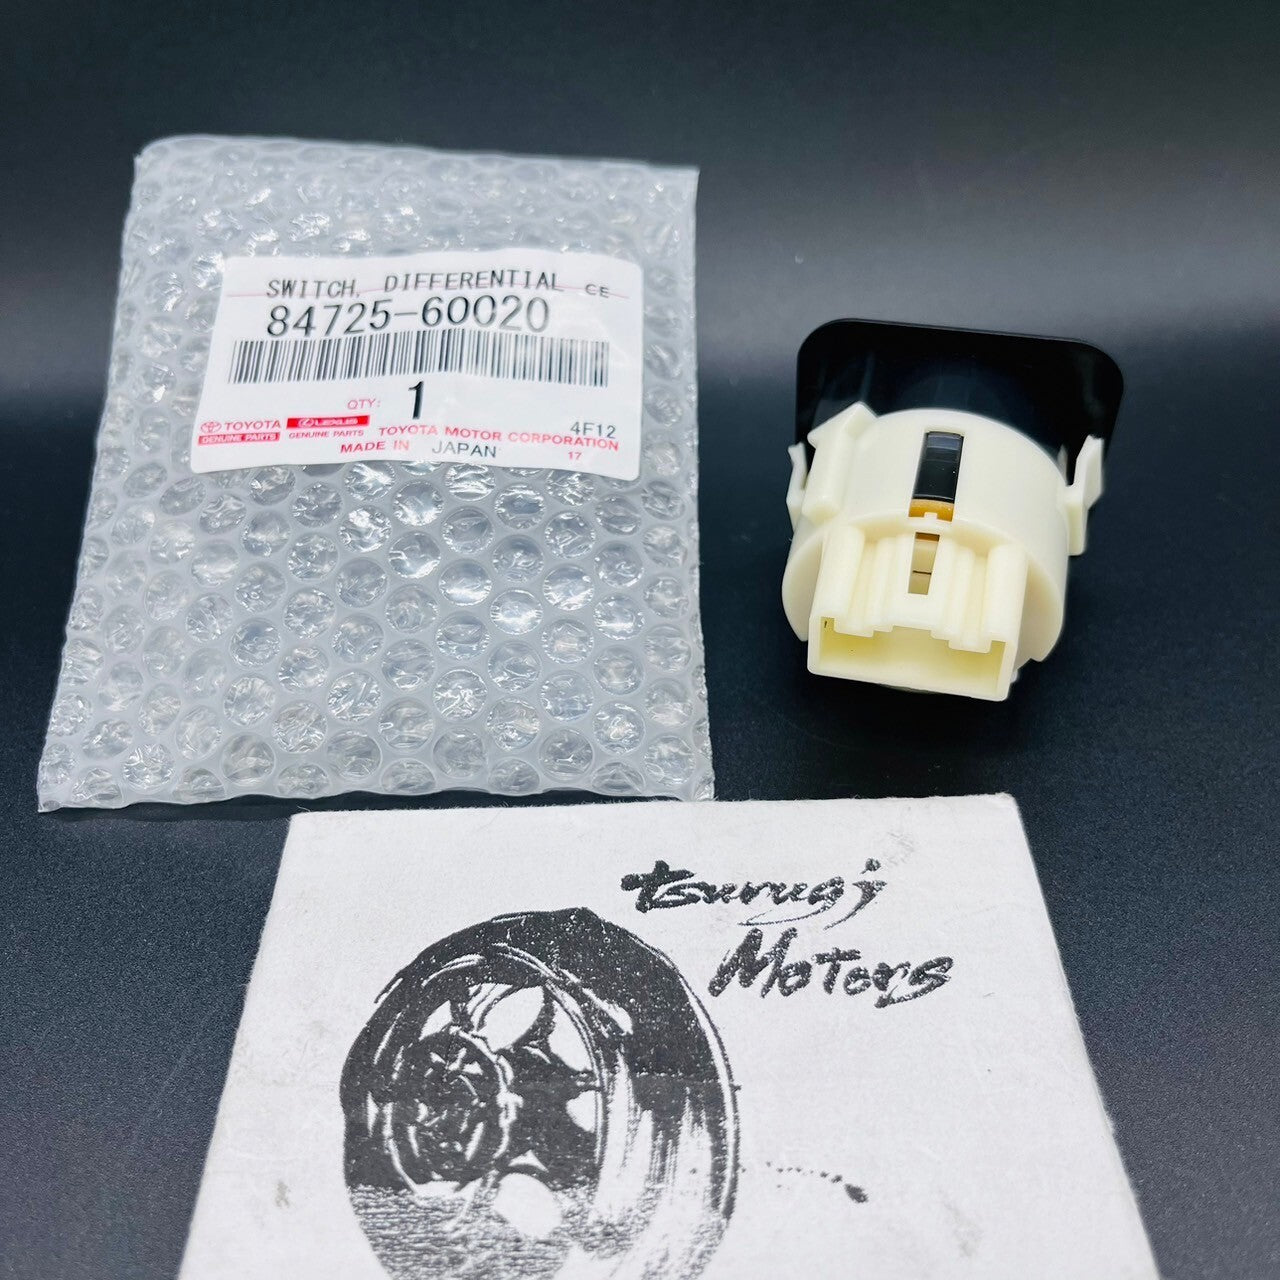 SWITCH, DIFFERENTIAL CE
84725-60020
QTY: 1
TOYOTA LEXUS
GENUINE PARTS GENUINE PARTS TOYOTA MOTOR CORPORATION 4F12
MADE IN JAPAN 17
tsurugi
Motors